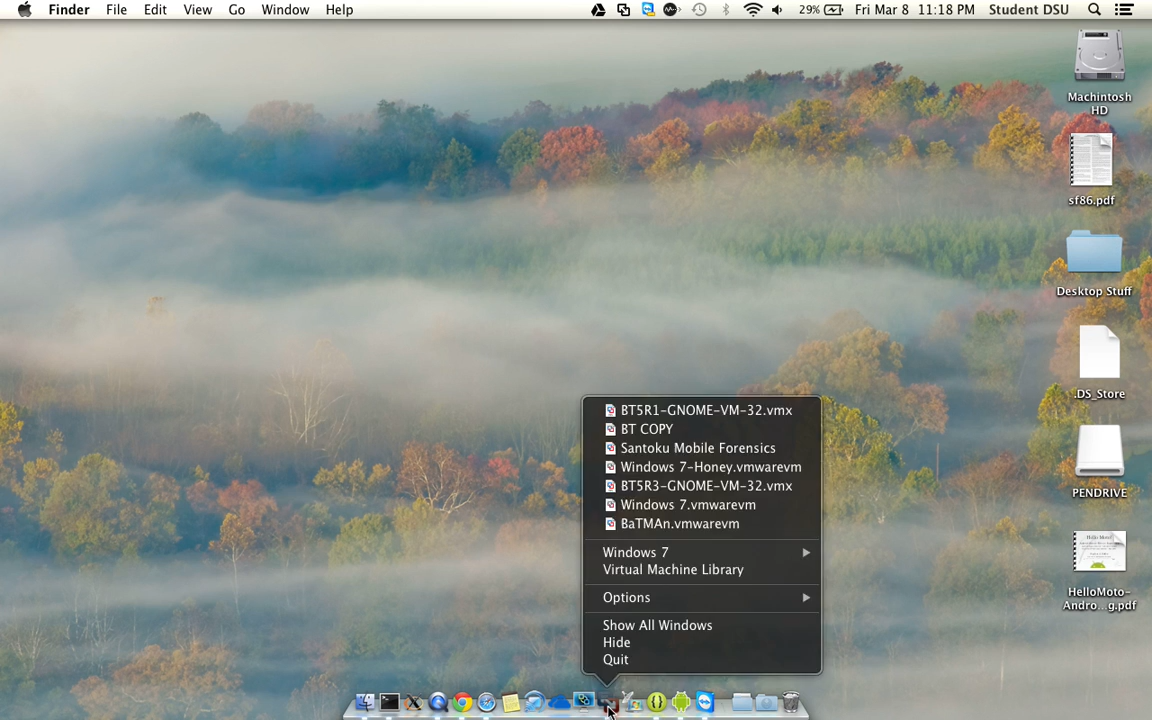 Finder File Edit View Go Window Help 29% Fri Mar 8 11:18 PM Student DSU
Machintosh
HD
sf86.pdf
Desktop Stuff
.DS_Store
PENDRIVE
HelloMoto-
Andro...g.pdf
BT5R1-GNOME-VM-32.vmx
BT COPY
Santoku Mobile Forensics
Windows 7-Honey.vmwarevm
BT5R3-GNOME-VM-32.vmx
Windows 7.vmwarevm
BaTMAn.vmwarevm
Windows 7
Virtual Machine Library
Options
Show All Windows
Hide
Quit